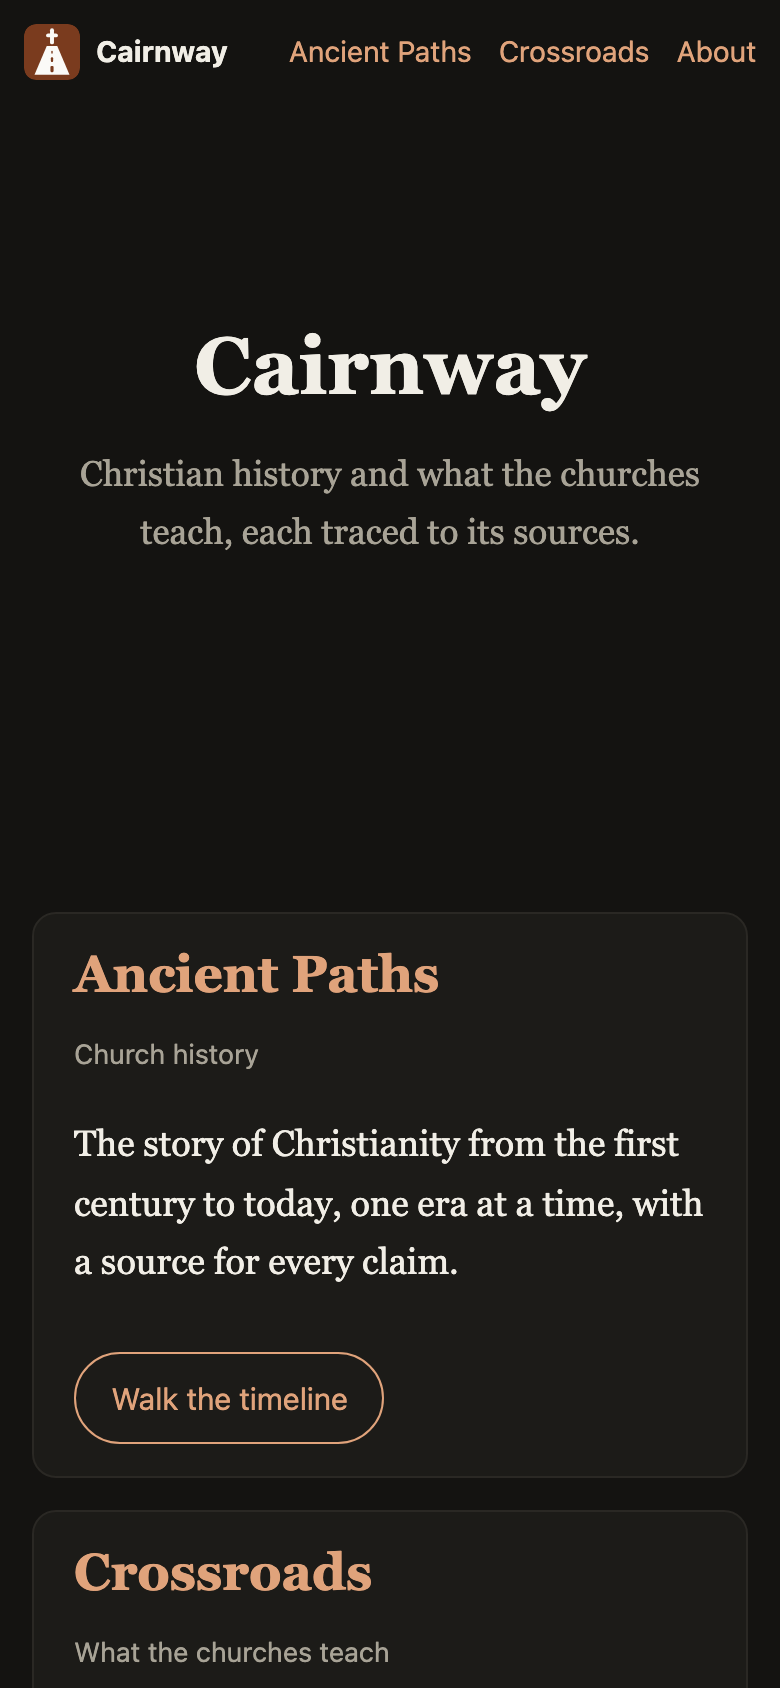 Cairnway
Ancient Paths
Crossroads
About
Cairnway
Christian history and what the churches
teach, each traced to its sources.
Ancient Paths
Church history
The story of Christianity from the first
century to today, one era at a time, with
a source for every claim.
Walk the timeline
Crossroads
What the churches teach